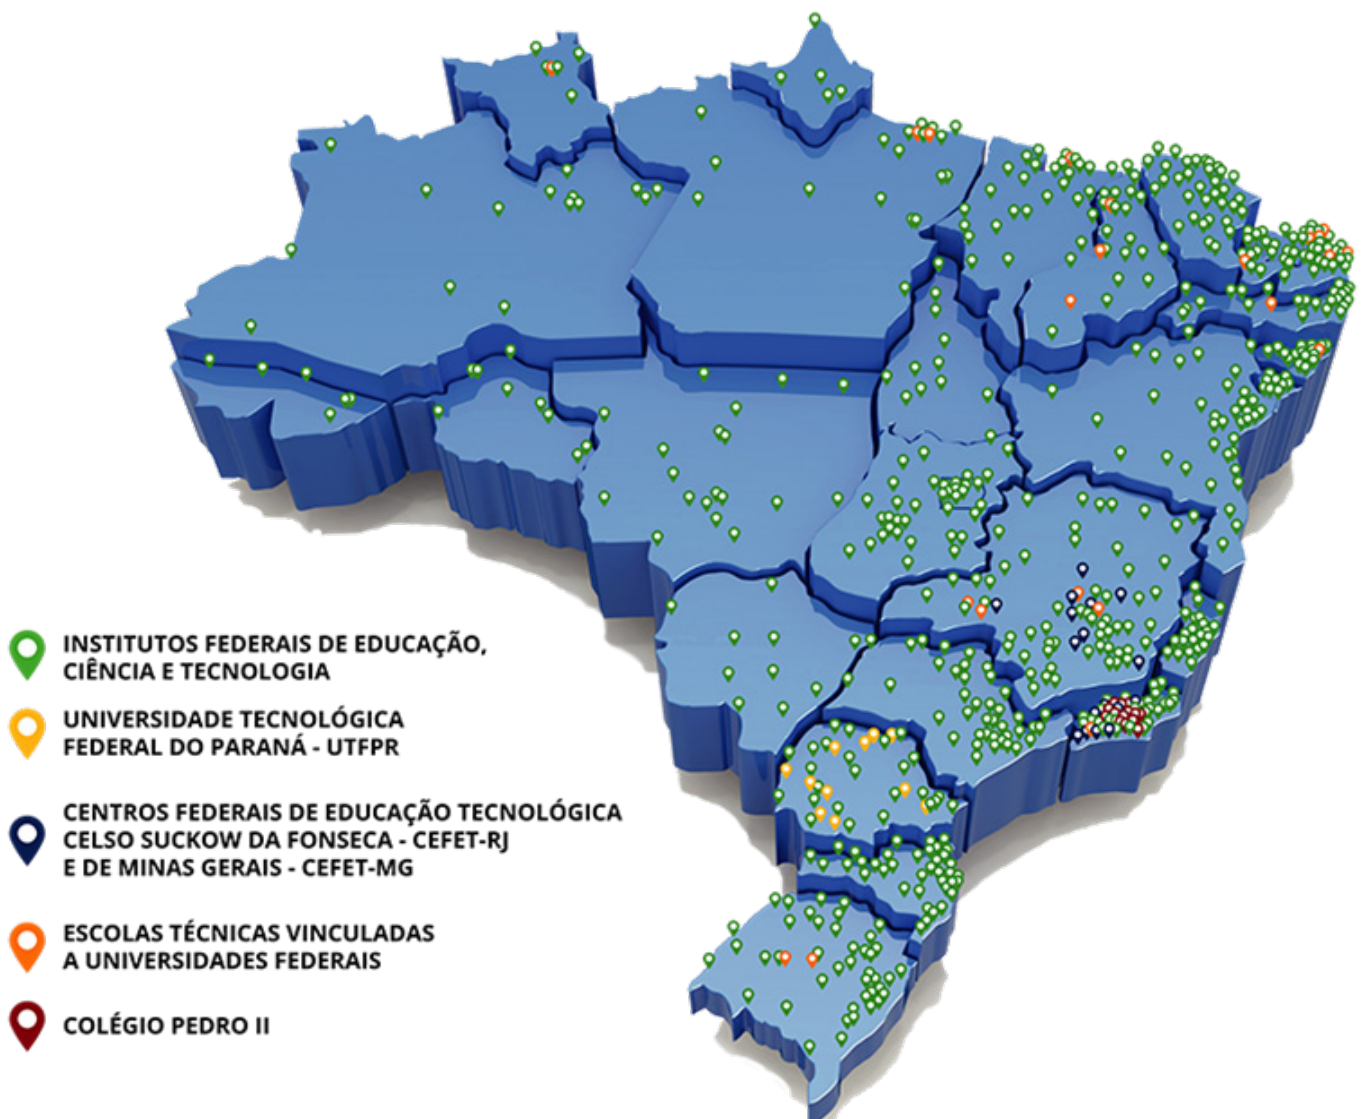 INSTITUTOS FEDERAIS DE EDUCAÇÃO,
CIÊNCIA E TECNOLOGIA
UNIVERSIDADE TECNOLÓGICA
FEDERAL DO PARANÁ - UTFPR
CENTROS FEDERAIS DE EDUCAÇÃO TECNOLÓGICA
CELSO SUCKOW DA FONSECA - CEFET-RJ
E DE MINAS GERAIS - CEFET-MG
ESCOLAS TÉCNICAS VINCULADAS
A UNIVERSIDADES FEDERAIS
COLÉGIO PEDRO II